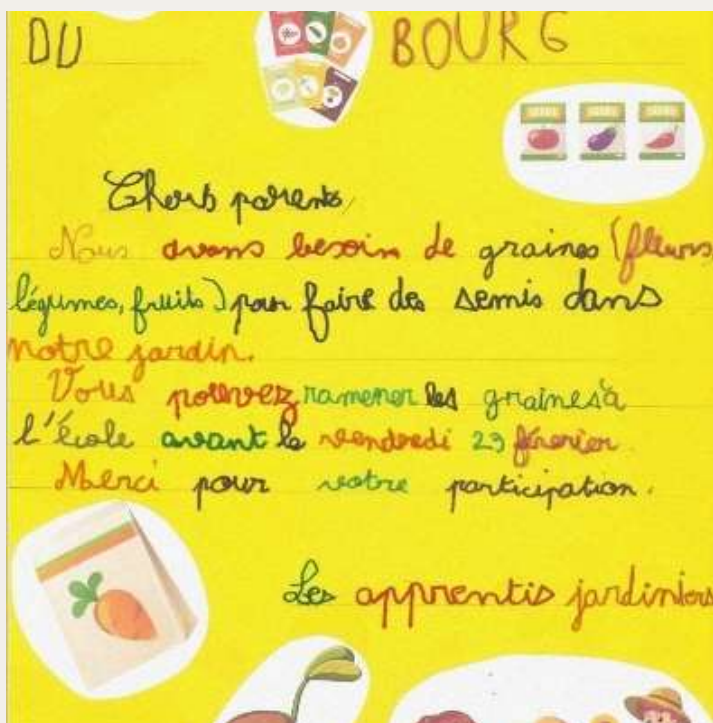 DU BOURG
Chers parents,
Nous avons besoin de graines (fleurs,
légumes, fruits) pour faire des semis dans
notre jardin.
Vous pouvez ramener les graines à
l'école avant le vendredi 23 février.
Merci pour votre participation.
Les apprentis jardiniers